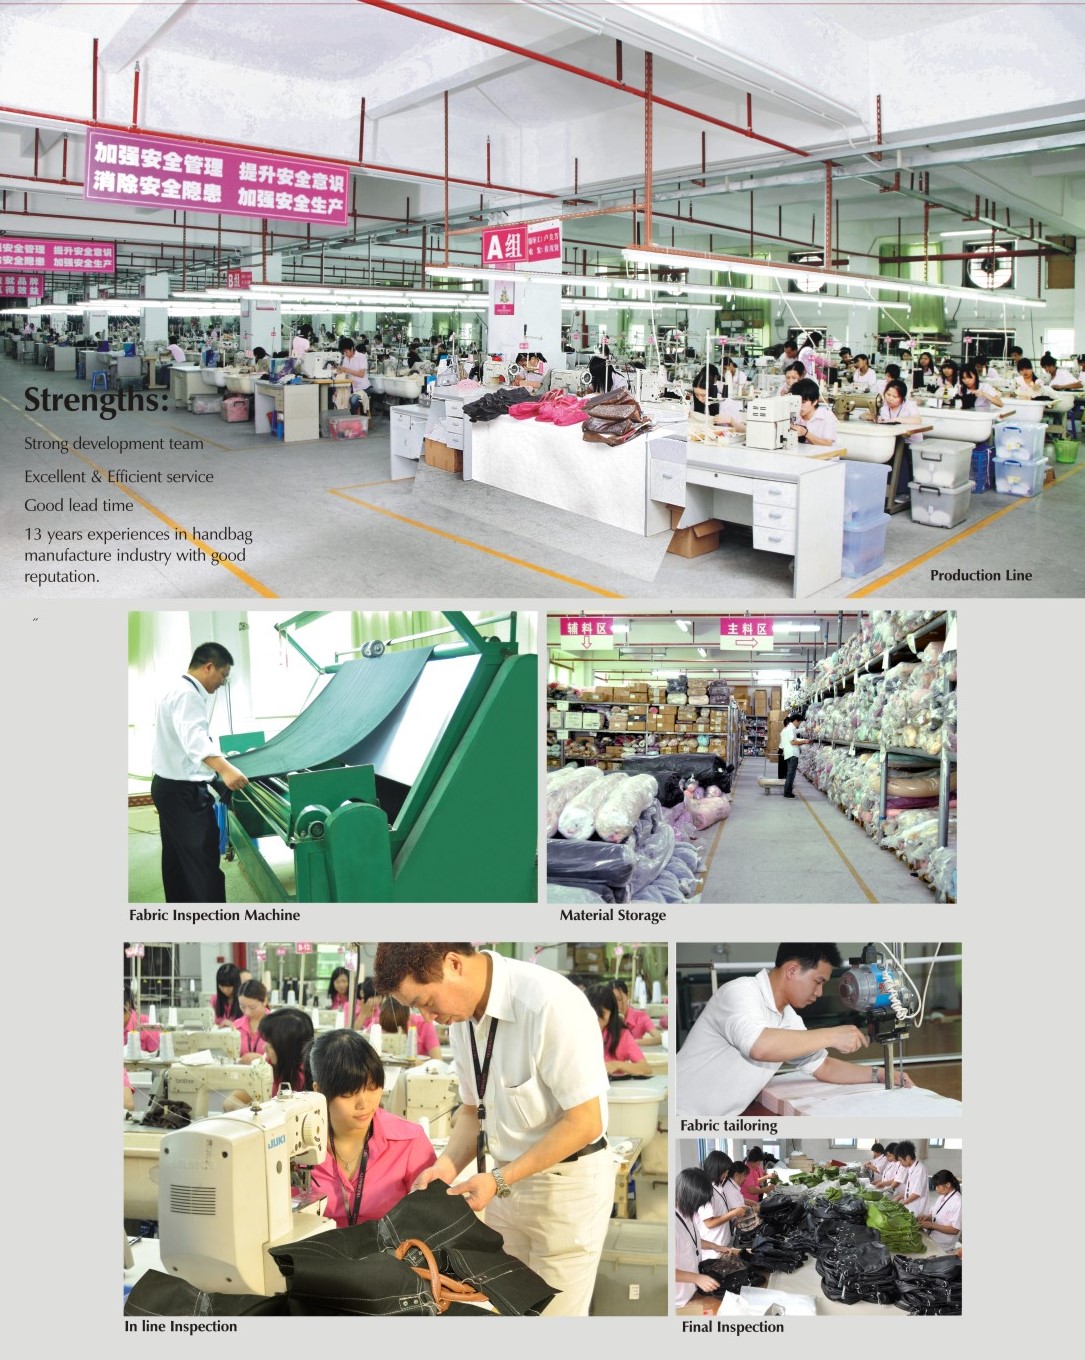 加强安全管理 提升安全意识
消除安全隐患 加强安全生产
安全管理 提升安全意识
安全隐患 加强安全生产
A组
B组
Strengths:
Strong development team
Excellent & Efficient service
Good lead time
13 years experiences in handbag
manufacture industry with good
reputation.
Production Line
辅料区
主料区
Fabric Inspection Machine
Material Storage
brother
JUKI
Fabric tailoring
In line Inspection
Final Inspection